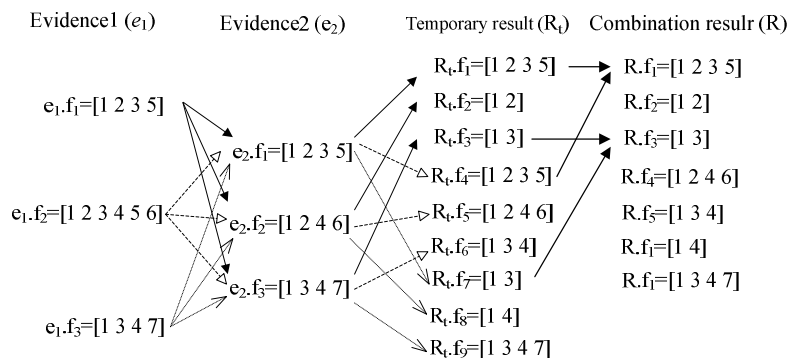 Evidence1 (e1)
Evidence2 (e2)
Temporary result (Rt)
Combination resulr (R)
e1.f1=[1 2 3 5]
e1.f2=[1 2 3 4 5 6]
e1.f3=[1 3 4 7]
e2.f1=[1 2 3 5]
e2.f2=[1 2 4 6]
e2.f3=[1 3 4 7]
Rt.f1=[1 2 3 5]
Rt.f2=[1 2]
Rt.f3=[1 3]
Rt.f4=[1 2 3 5]
Rt.f5=[1 2 4 6]
Rt.f6=[1 3 4]
Rt.f7=[1 3]
Rt.f8=[1 4]
Rt.f9=[1 3 4 7]
R.f1=[1 2 3 5]
R.f2=[1 2]
R.f3=[1 3]
R.f4=[1 2 4 6]
R.f5=[1 3 4]
R.f1=[1 4]
R.f1=[1 3 4 7]